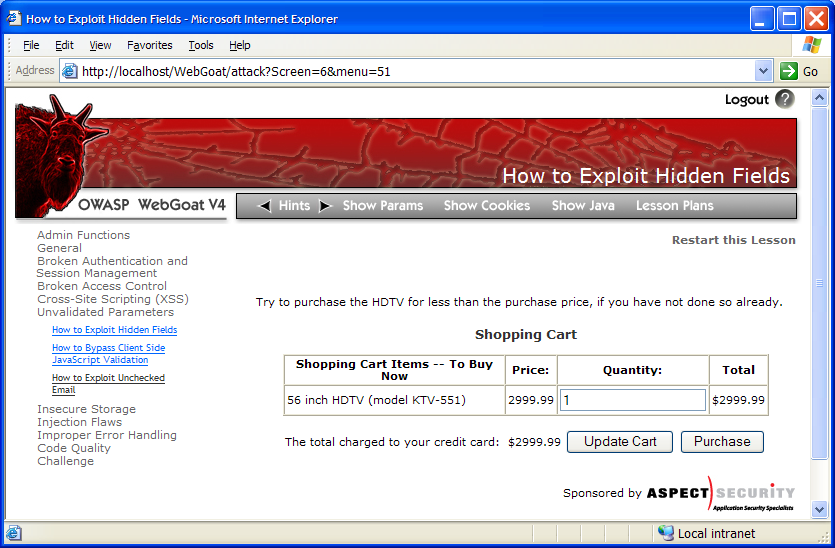 How to Exploit Hidden Fields - Microsoft Internet Explorer
File Edit View Favorites Tools Help
Address http://localhost/WebGoat/attack?Screen=6&menu=51 Go
Logout ?
How to Exploit Hidden Fields
OWASP WebGoat V4
Hints Show Params Show Cookies Show Java Lesson Plans
Restart this Lesson
Admin Functions
General
Broken Authentication and
Session Management
Broken Access Control
Cross-Site Scripting (XSS)
Unvalidated Parameters
How to Exploit Hidden Fields
How to Bypass Client Side
JavaScript Validation
How to Exploit Unchecked
Email
Insecure Storage
Injection Flaws
Improper Error Handling
Code Quality
Challenge
Try to purchase the HDTV for less than the purchase price, if you have not done so already.
Shopping Cart
Shopping Cart Items -- To Buy
Now
Price: Quantity: Total
56 inch HDTV (model KTV-551) 2999.99 1 $2999.99
The total charged to your credit card: $2999.99 Update Cart Purchase
Sponsored by ASPECT SECURITY
Application Security Specialists
Local intranet